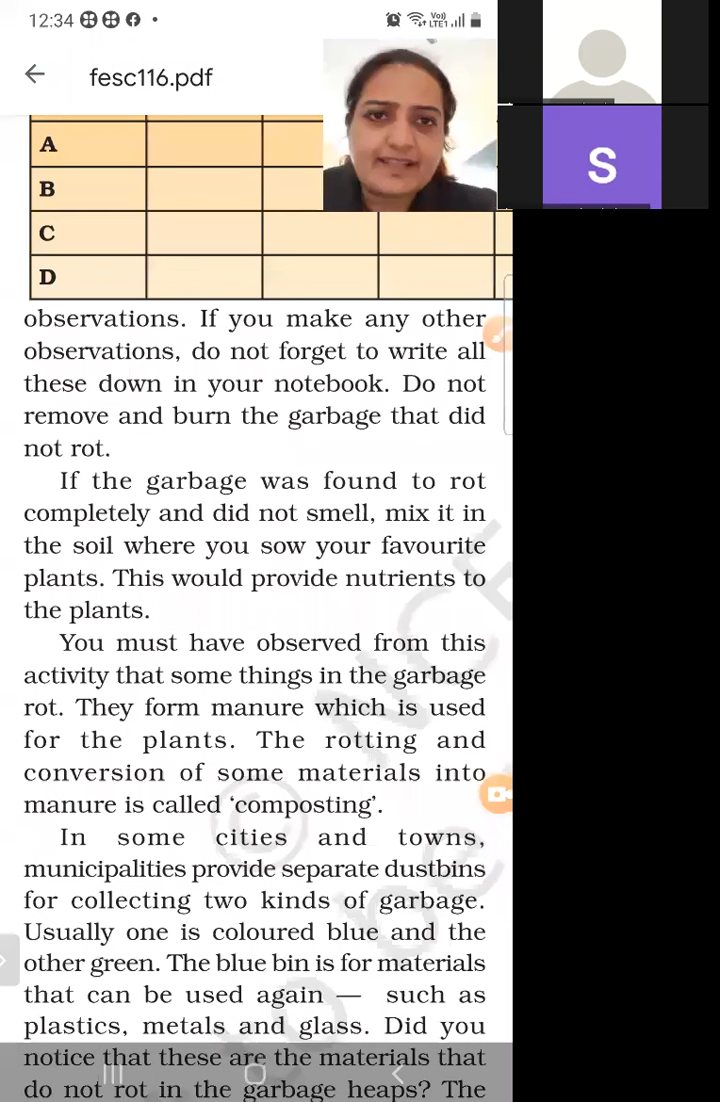 12:34
Vo))
LTE1
fesc116.pdf
S
A
B
C
D
observations. If you make any other
observations, do not forget to write all
these down in your notebook. Do not
remove and burn the garbage that did
not rot.
If the garbage was found to rot
completely and did not smell, mix it in
the soil where you sow your favourite
plants. This would provide nutrients to
the plants.
You must have observed from this
activity that some things in the garbage
rot. They form manure which is used
for the plants. The rotting and
conversion of some materials into
manure is called ‘composting’.
In some cities and towns,
municipalities provide separate dustbins
for collecting two kinds of garbage.
Usually one is coloured blue and the
other green. The blue bin is for materials
that can be used again — such as
plastics, metals and glass. Did you
notice that these are the materials that
do not rot in the garbage heaps? The